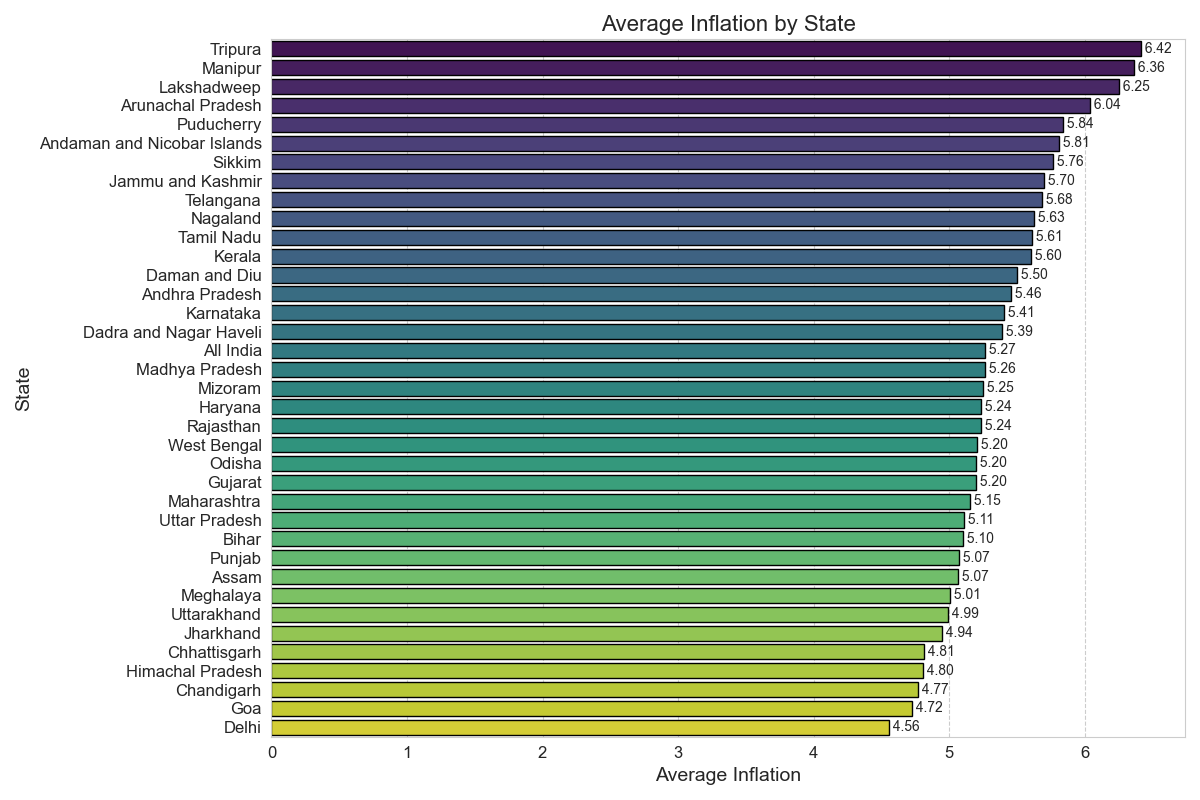 Average Inflation by State
Tripura 6.42
Manipur 6.36
Lakshadweep 6.25
Arunachal Pradesh 6.04
Puducherry 5.84
Andaman and Nicobar Islands 5.81
Sikkim 5.76
Jammu and Kashmir 5.70
Telangana 5.68
Nagaland 5.63
Tamil Nadu 5.61
Kerala 5.60
Daman and Diu 5.50
Andhra Pradesh 5.46
Karnataka 5.41
Dadra and Nagar Haveli 5.39
All India 5.27
Madhya Pradesh 5.26
Mizoram 5.25
Haryana 5.24
Rajasthan 5.24
West Bengal 5.20
Odisha 5.20
Gujarat 5.20
Maharashtra 5.15
Uttar Pradesh 5.11
Bihar 5.10
Punjab 5.07
Assam 5.07
Meghalaya 5.01
Uttarakhand 4.99
Jharkhand 4.94
Chhattisgarh 4.81
Himachal Pradesh 4.80
Chandigarh 4.77
Goa 4.72
Delhi 4.56
State
0 1 2 3 4 5 6
Average Inflation